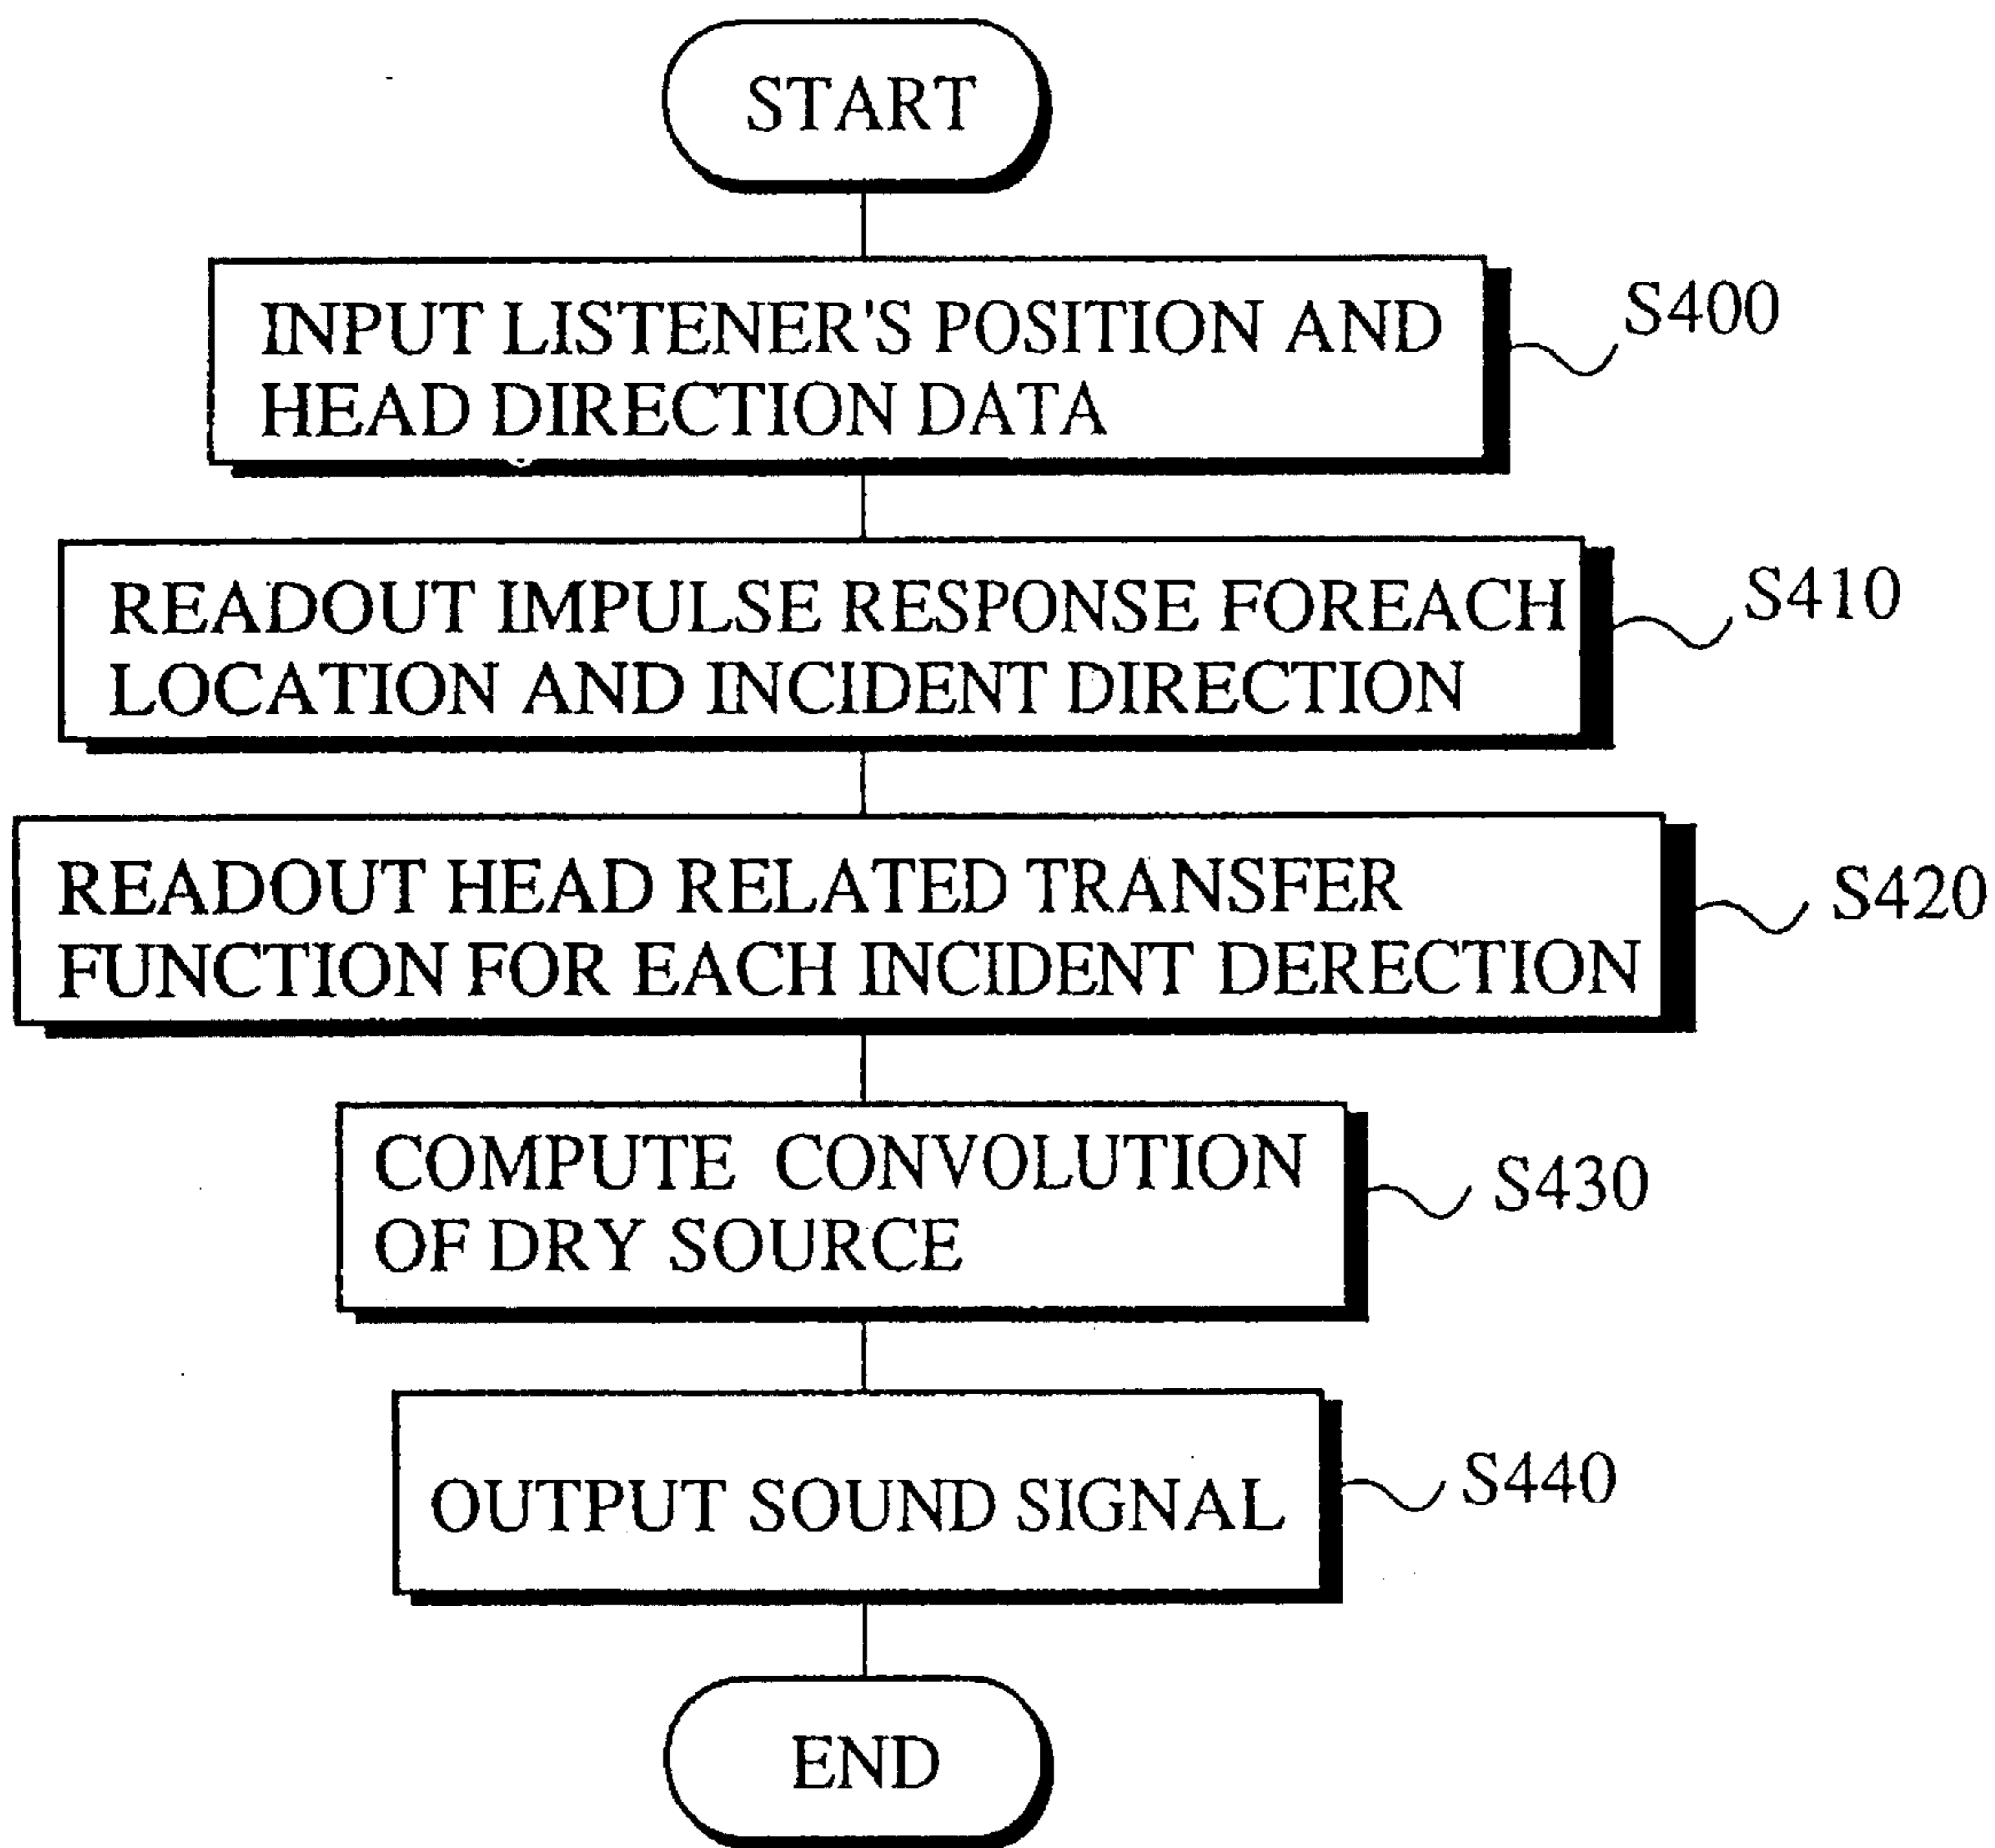 START
INPUT LISTENER'S POSITION AND
HEAD DIRECTION DATA
S400
READOUT IMPULSE RESPONSE FOREACH
LOCATION AND INCIDENT DIRECTION
S410
READOUT HEAD RELATED TRANSFER
FUNCTION FOR EACH INCIDENT DERECTION
S420
COMPUTE CONVOLUTION
OF DRY SOURCE
S430
OUTPUT SOUND SIGNAL
S440
END